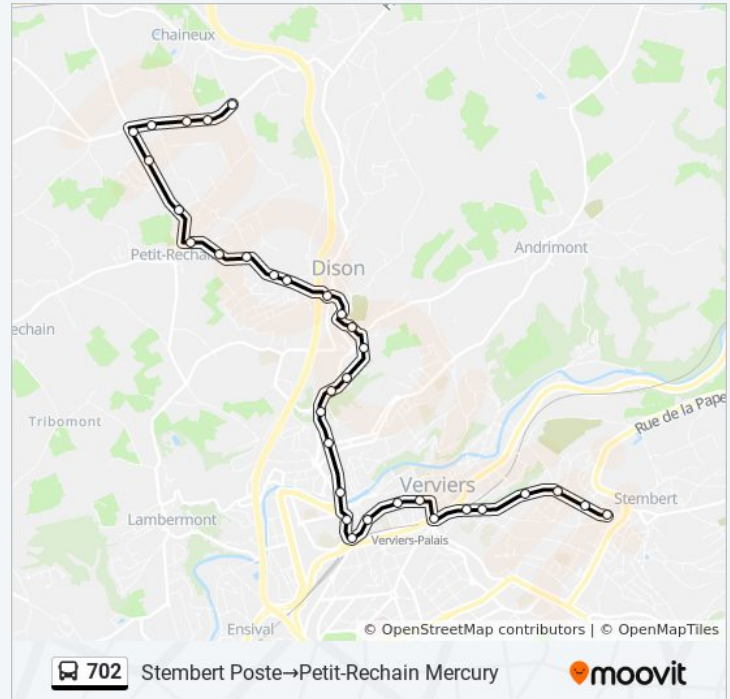 Chaineux
Dison
Andrimont
Petit-Rechain
echain
Tribomont
Rue de la Pape
Verviers
Stembert
Lambermont
Verviers-Palais
Ensival
© OpenStreetMap contributors | © OpenMapTiles
702 Stembert Poste→Petit-Rechain Mercury
moovit